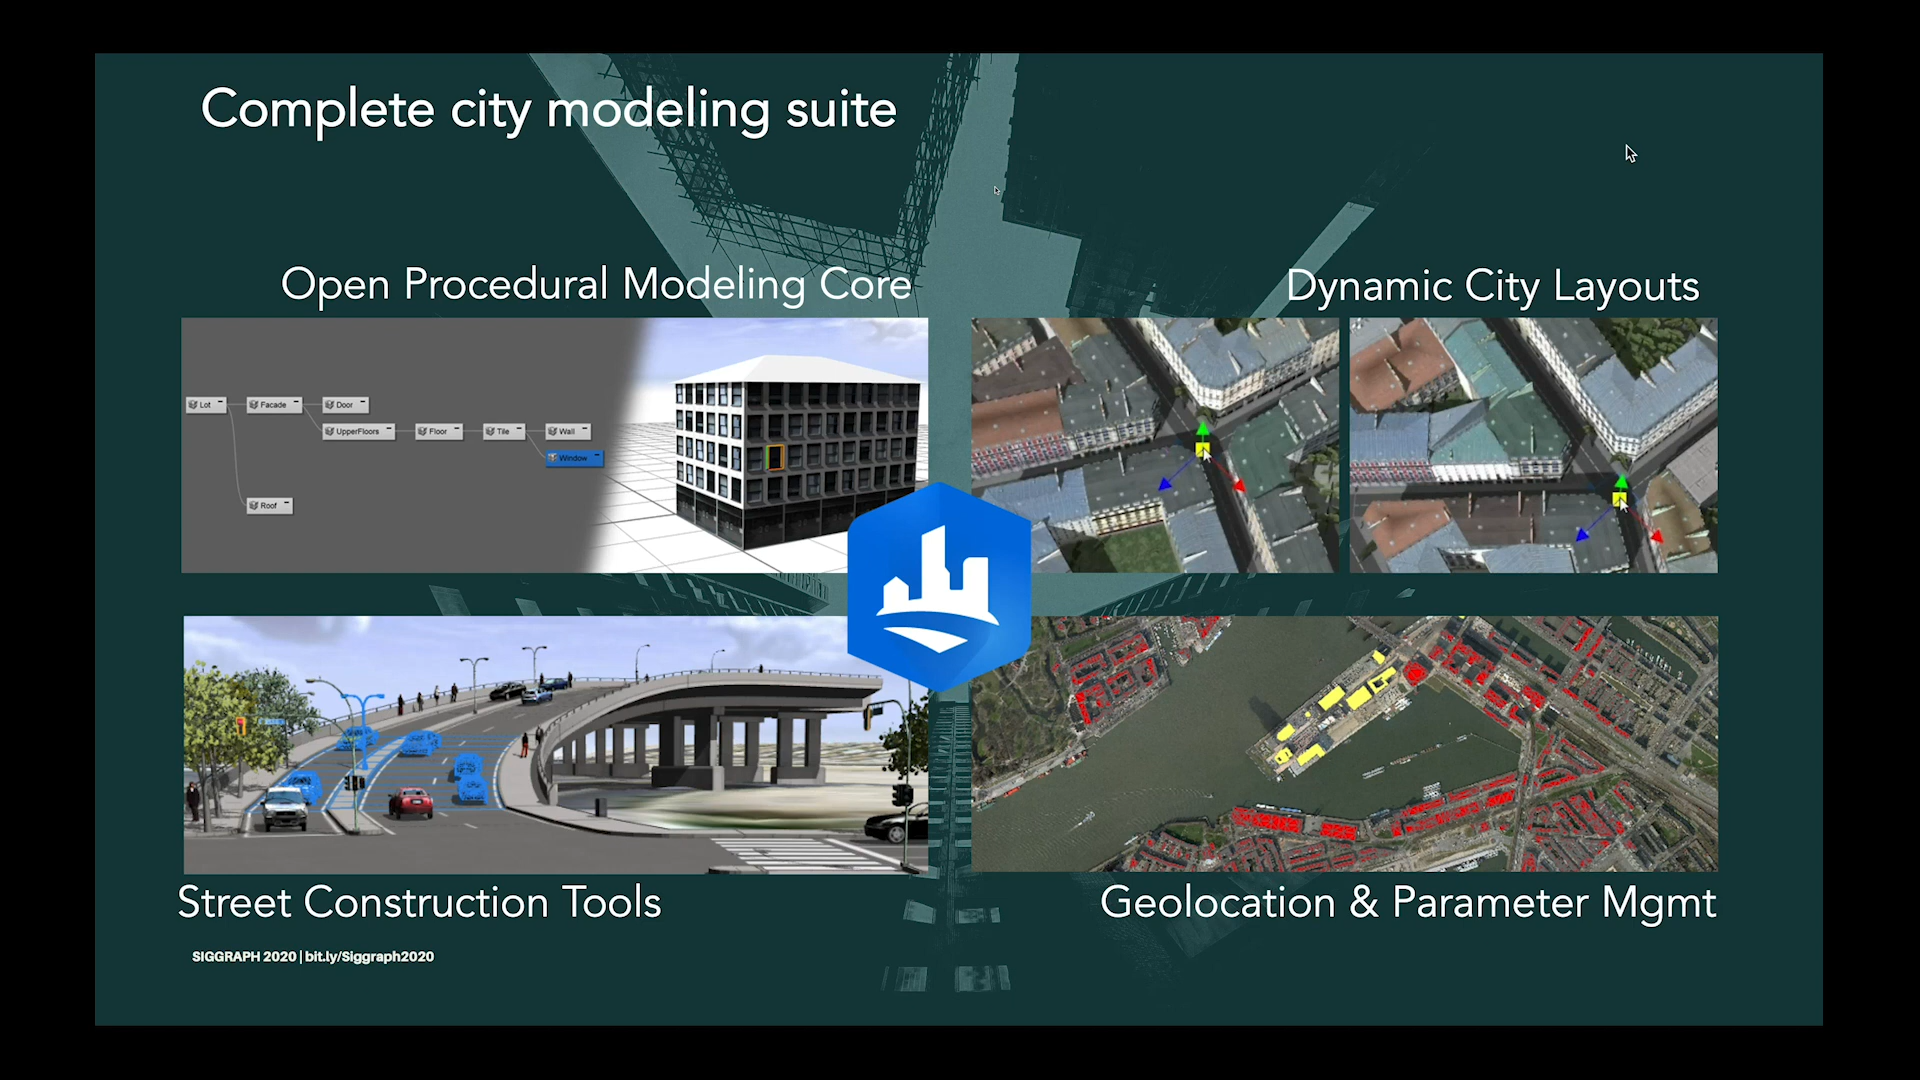 Complete city modeling suite
Open Procedural Modeling Core
Dynamic City Layouts
Lot
Facade
Door
UpperFloors
Floor
Tile
Wall
Window
Roof
Street Construction Tools
Geolocation & Parameter Mgmt
SIGGRAPH 2020 | bit.ly/Siggraph2020